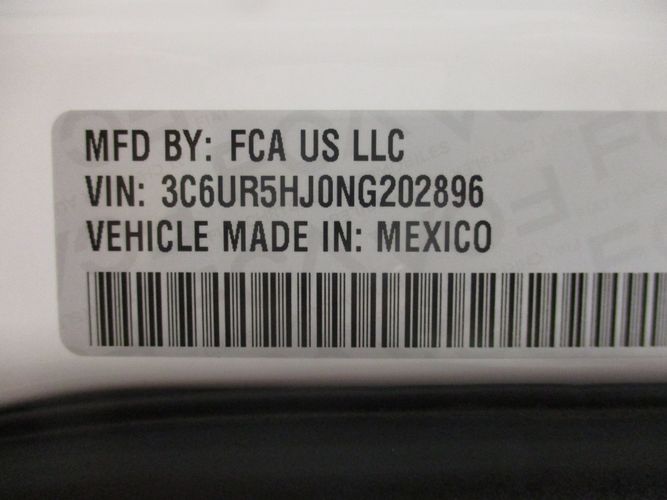 MFD BY: FCA US LLC
VIN: 3C6UR5HJ0NG202896
VEHICLE MADE IN: MEXICO